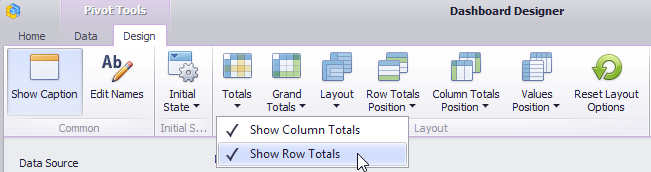 Pivot Tools
Dashboard Designer
Home Data Design
Show Caption
Edit Names
Initial State
Totals
Grand Totals
Layout
Row Totals Position
Column Totals Position
Values Position
Reset Layout Options
Common
Initial S...
Layout
Show Column Totals
Show Row Totals
Data Source